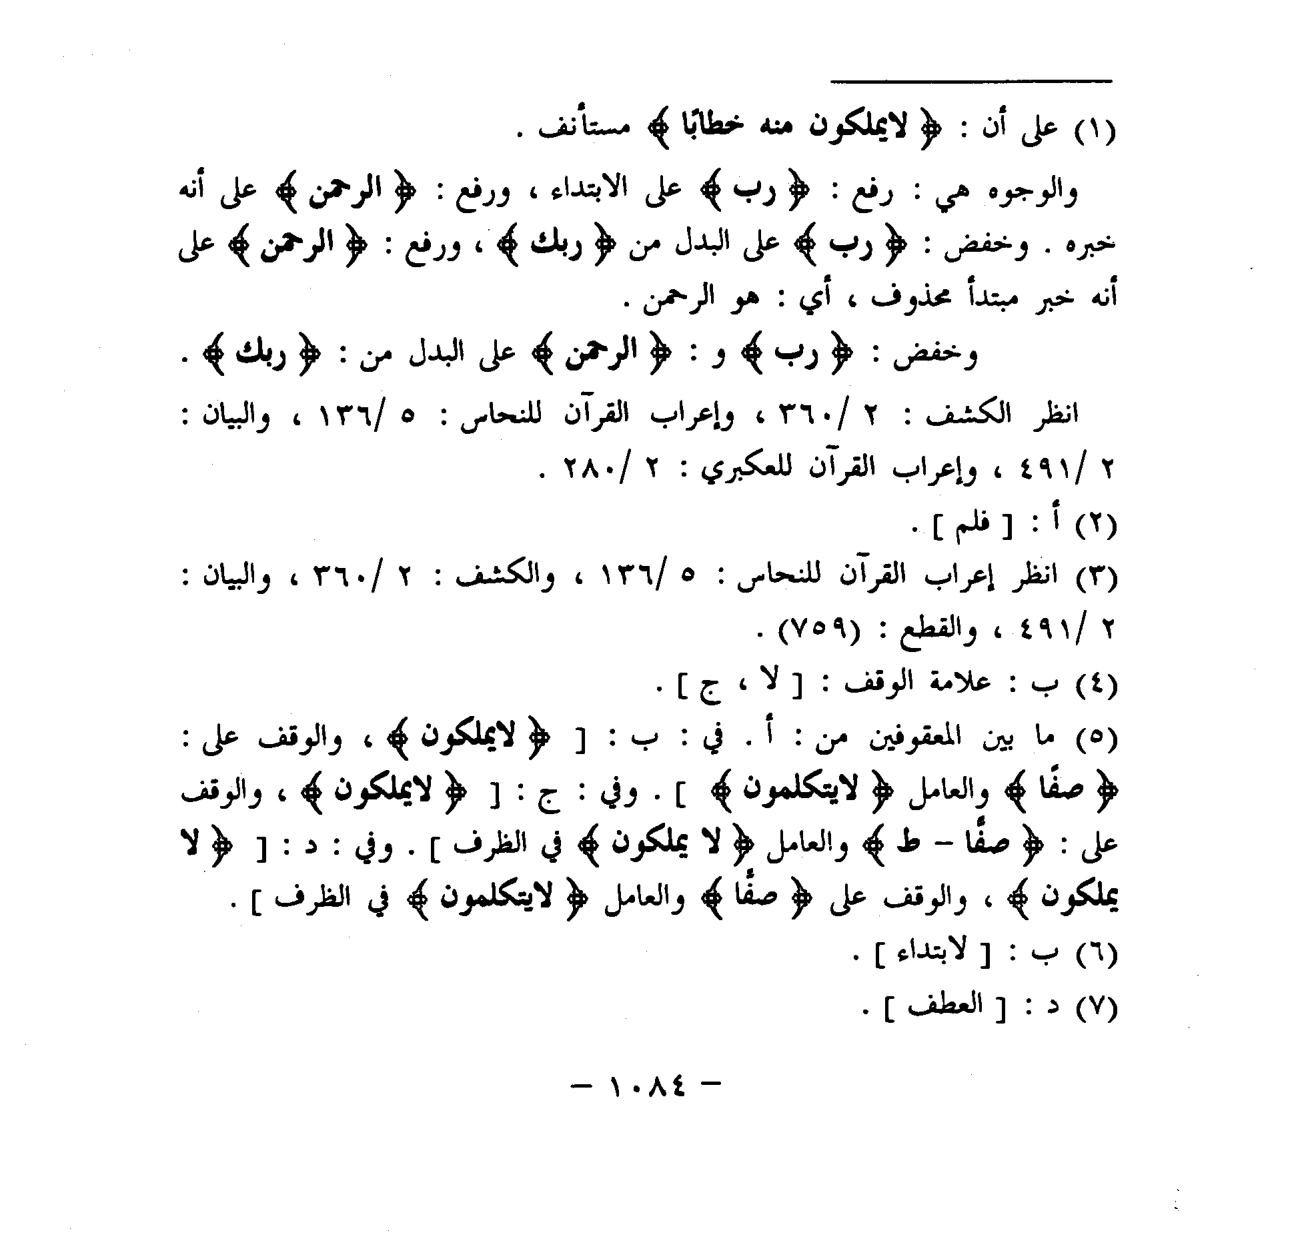 (١) على أن : ﴿ لايملكون منه خطابًا ﴾ مستأنف .
والوجوه هي : رفع : ﴿ رب ﴾ على الابتداء ، ورفع : ﴿ الرحمن ﴾ على أنه
خبره . وخفض : ﴿ رب ﴾ على البدل من ﴿ ربك ﴾ ، ورفع : ﴿ الرحمن ﴾ على
أنه خبر مبتدأ محذوف ، أي : هو الرحمن .
وخفض : ﴿ رب ﴾ و : ﴿ الرحمن ﴾ على البدل من : ﴿ ربك ﴾ .
انظر الكشف : ٢ /٣٦٠ ، وإعراب القرآن للنحاس : ٥ /١٣٦ ، والبيان :
٢ /٤٩١ ، وإعراب القرآن للعكبري : ٢ /٢٨٠ .
(٢) أ : [ فلم ] .
(٣) انظر إعراب القرآن للنحاس : ٥ /١٣٦ ، والكشف : ٢ /٣٦٠ ، والبيان :
٢ /٤٩١ ، والقطع : (٧٥٩) .
(٤) ب : علامة الوقف : [ لا ، ج ] .
(٥) ما بين المعقوفين من : أ . في : ب : [ ﴿ لايملكون ﴾ ، والوقف على :
﴿ صفًا ﴾ والعامل ﴿ لايتكلمون ﴾ ] . وفي : ج : [ ﴿ لايملكون ﴾ ، والوقف
على : ﴿ صفًّا – ط ﴾ والعامل ﴿ لا يملكون ﴾ في الظرف ] . وفي : د : [ ﴿ لا
يملكون ﴾ ، والوقف على ﴿ صفًّا ﴾ والعامل ﴿ لايتكلمون ﴾ في الظرف ] .
(٦) ب : [ لابتداء ] .
(٧) د : [ العطف ] .
– ١٠٨٤ –